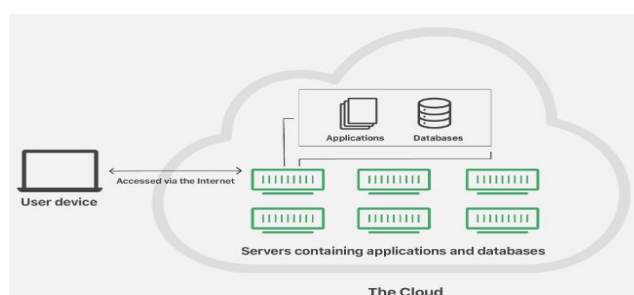 Applications Databases
Accessed via the Internet
User device
Servers containing applications and databases
The Cloud